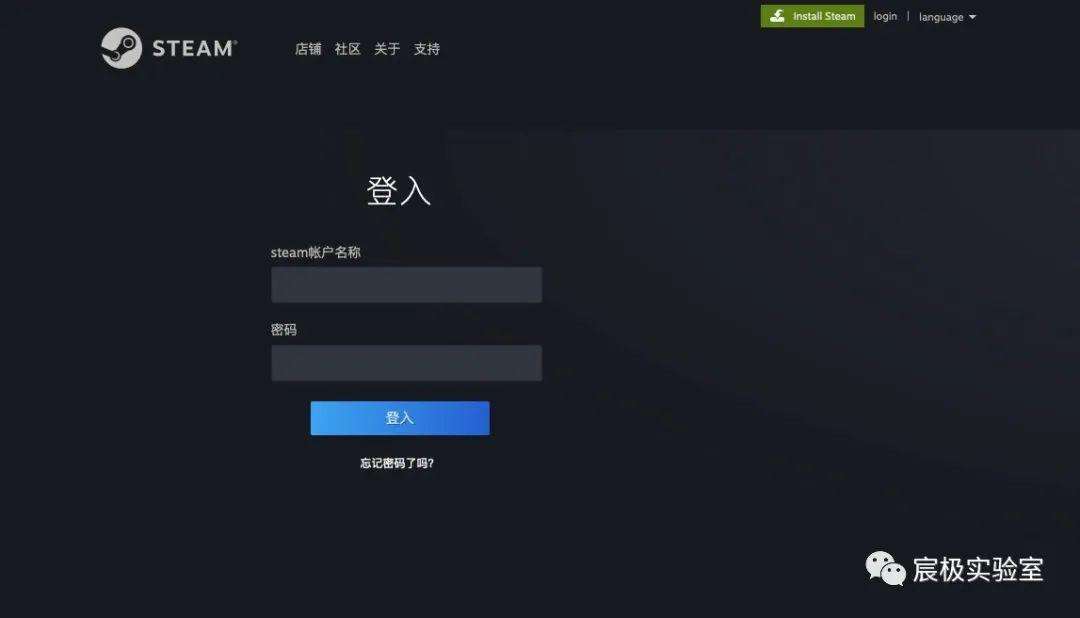 Install Steam login | language
STEAM® 店铺 社区 关于 支持
登入
steam帐户名称
密码
登入
忘记密码了吗?
宸极实验室